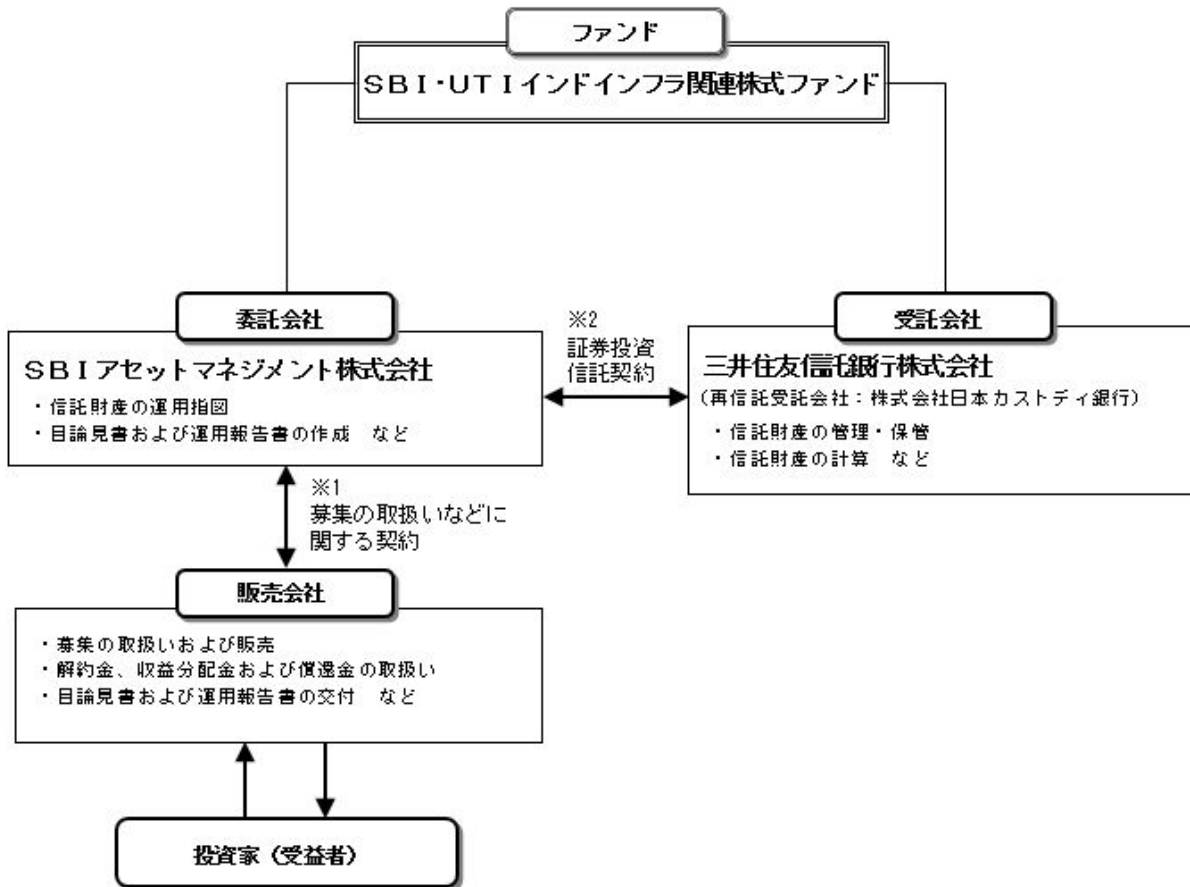 ファンド
SBI・UTIインドインフラ関連株式ファンド
委託会社
SBIアセットマネジメント株式会社
・信託財産の運用指図
・目論見書および運用報告書の作成 など
※2
証券投資
信託契約
受託会社
三井住友信託銀行株式会社
(再信託受託会社:株式会社日本カストディ銀行)
・信託財産の管理・保管
・信託財産の計算 など
※1
募集の取扱いなどに
関する契約
販売会社
・募集の取扱いおよび販売
・解約金、収益分配金および償還金の取扱い
・目論見書および運用報告書の交付 など
投資家(受益者)